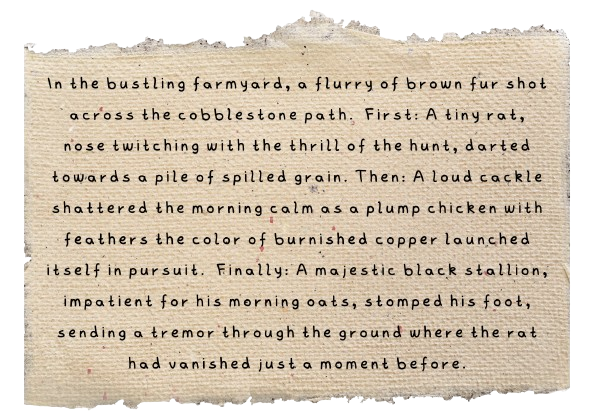 In the bustling farmyard, a flurry of brown fur shot
across the cobblestone path. First: A tiny rat,
nose twitching with the thrill of the hunt, darted
towards a pile of spilled grain. Then: A loud cackle
shattered the morning calm as a plump chicken with
feathers the color of burnished copper launched
itself in pursuit. Finally: A majestic black stallion,
impatient for his morning oats, stomped his foot,
sending a tremor through the ground where the rat
had vanished just a moment before.